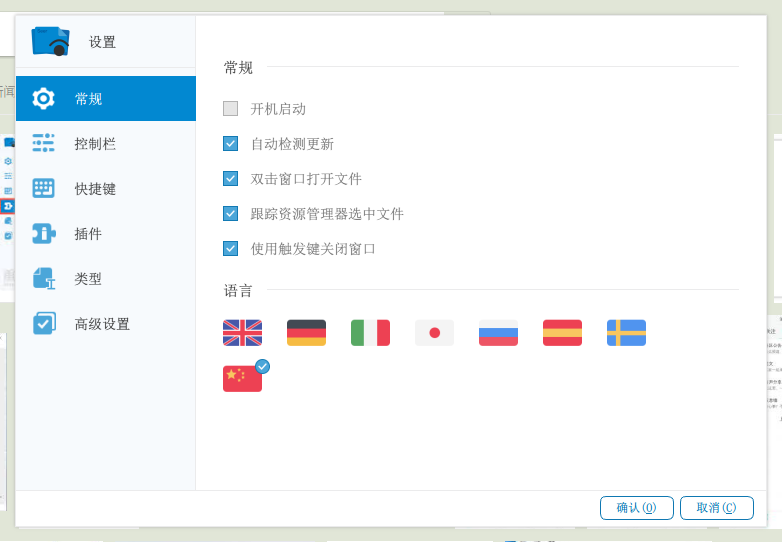 设置
常规
控制栏
快捷键
插件
类型
高级设置
常规
开机启动
自动检测更新
双击窗口打开文件
跟踪资源管理器选中文件
使用触发键关闭窗口
语言
确认(O)
取消(C)